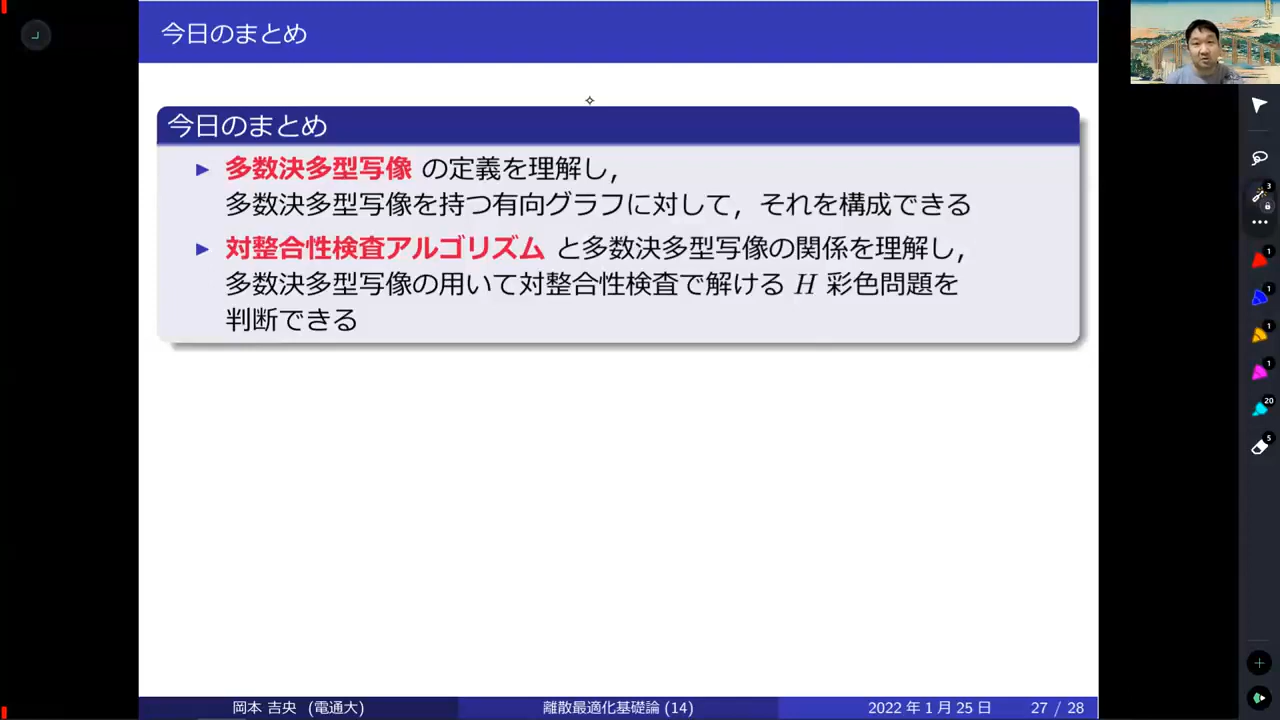 今日のまとめ
今日のまとめ
▶ 多数決多型写像 の定義を理解し,
多数決多型写像を持つ有向グラフに対して，それを構成できる
▶ 対整合性検査アルゴリズム と多数決多型写像の関係を理解し,
多数決多型写像の用いて対整合性検査で解ける H 彩色問題を
判断できる
岡本 吉央 (電通大) 離散最適化基礎論 (14) 2022 年 1 月 25 日 27 / 28
3
1
1
1
1
20
5